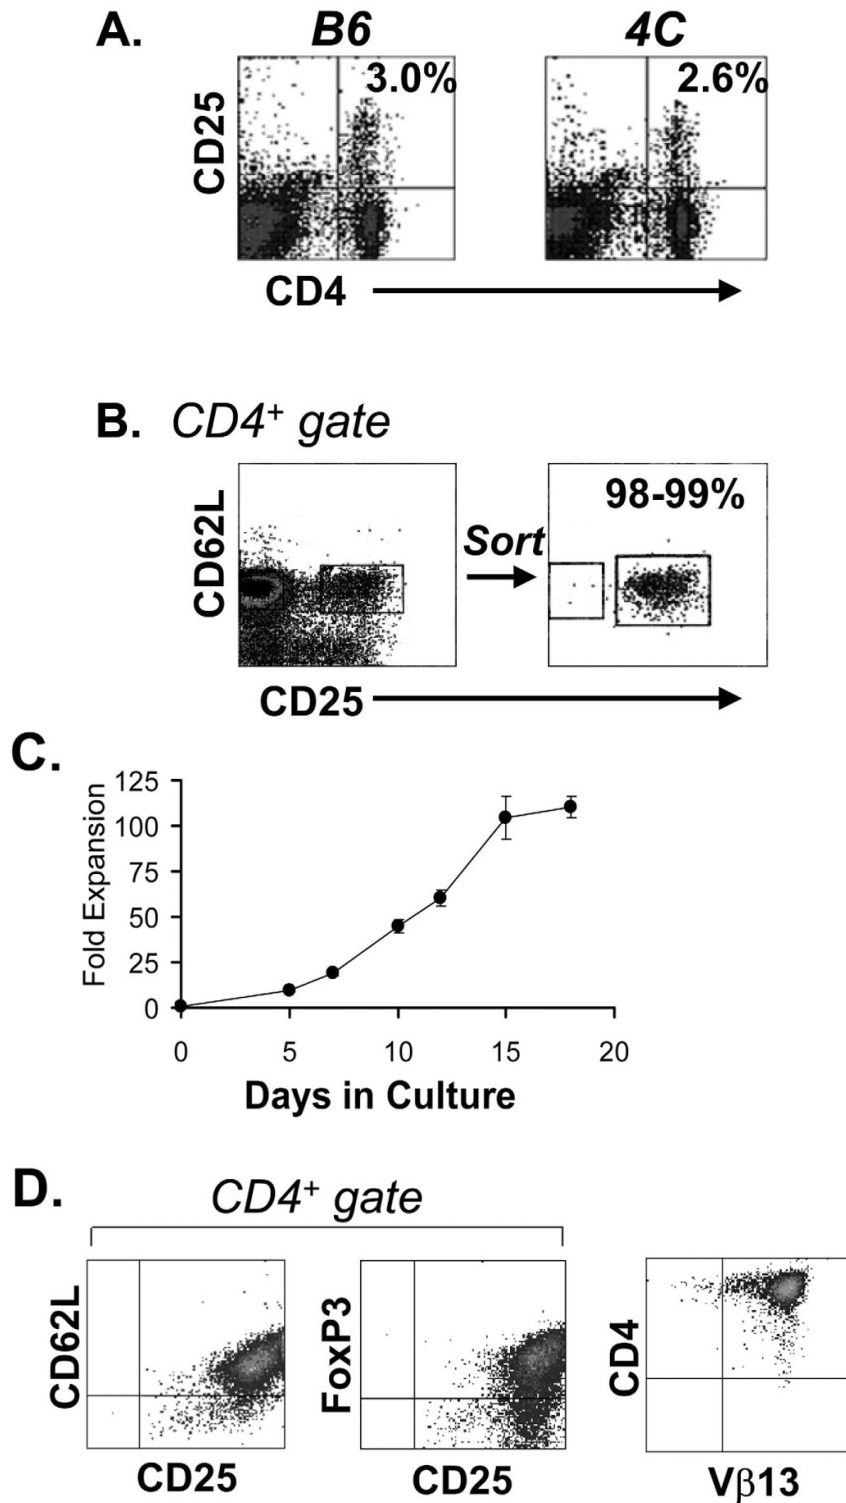 A. B6 4C
3.0% 2.6%
CD25
CD4
B. CD4+ gate
CD62L
98-99%
Sort
CD25
C.
Fold Expansion
125
100
75
50
25
0
0 5 10 15 20
Days in Culture
D. CD4+ gate
CD62L FoxP3 CD4
CD25 CD25 Vβ13